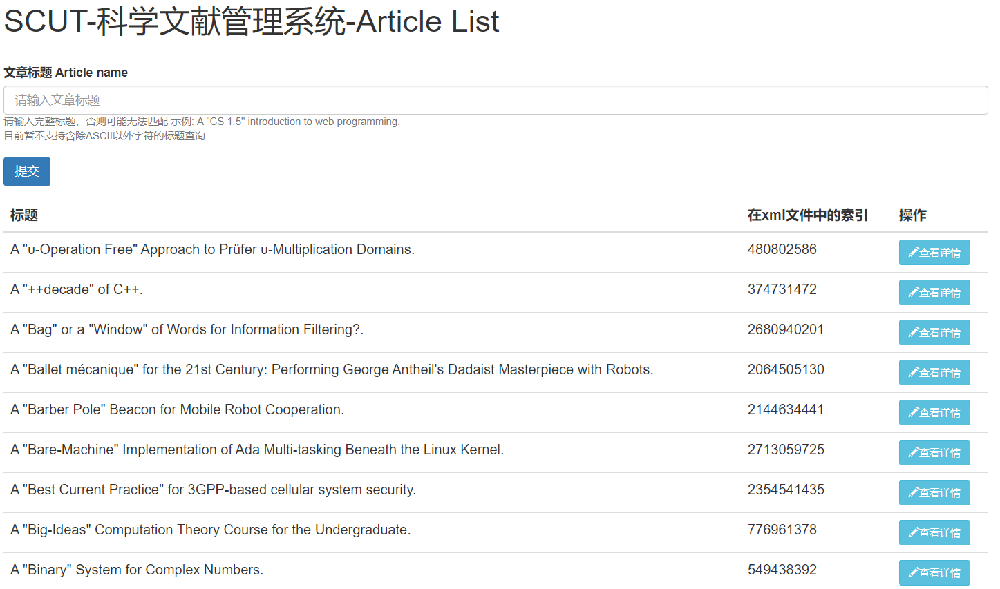 SCUT-科学文献管理系统-Article List
文章标题 Article name
请输入文章标题
请输入完整标题，否则可能无法匹配 示例: A "CS 1.5" introduction to web programming.
目前暂不支持含除ASCII以外字符的标题查询
提交
标题 在xml文件中的索引 操作
A "υ-Operation Free" Approach to Prüfer υ-Multiplication Domains. 480802586 查看详情
A "++decade" of C++. 374731472 查看详情
A "Bag" or a "Window" of Words for Information Filtering?. 2680940201 查看详情
A "Ballet mécanique" for the 21st Century: Performing George Antheil's Dadaist Masterpiece with Robots. 2064505130 查看详情
A "Barber Pole" Beacon for Mobile Robot Cooperation. 2144634441 查看详情
A "Bare-Machine" Implementation of Ada Multi-tasking Beneath the Linux Kernel. 2713059725 查看详情
A "Best Current Practice" for 3GPP-based cellular system security. 2354541435 查看详情
A "Big-Ideas" Computation Theory Course for the Undergraduate. 776961378 查看详情
A "Binary" System for Complex Numbers. 549438392 查看详情